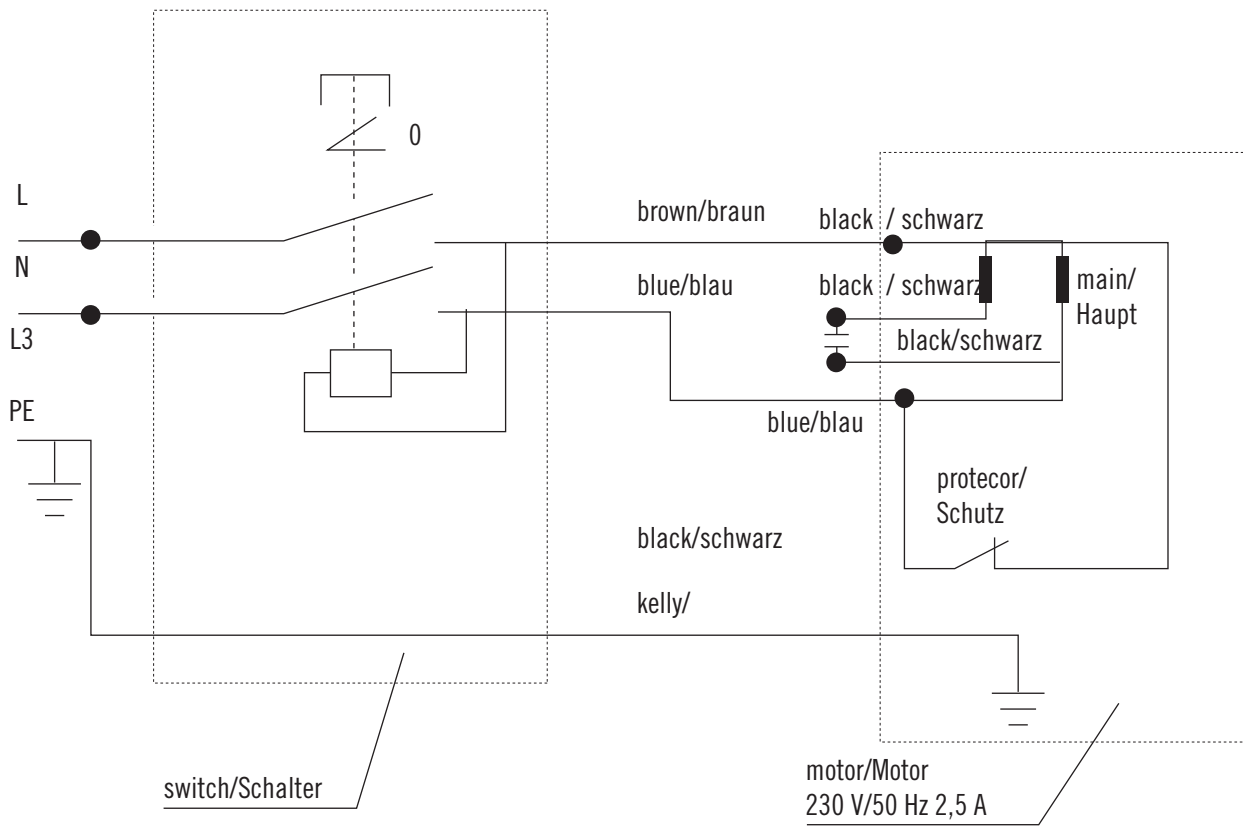 0
L
brown/braun
black / schwarz
N
blue/blau
black / schwarz
main/
Haupt
L3
black/schwarz
PE
blue/blau
protecor/
Schutz
black/schwarz
kelly/
switch/Schalter
motor/Motor
230 V/50 Hz 2,5 A